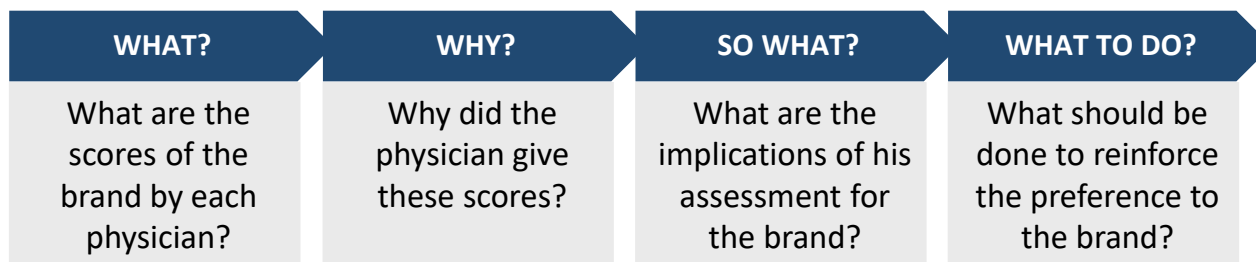 WHAT?
What are the
scores of the
brand by each
physician?
WHY?
Why did the
physician give
these scores?
SO WHAT?
What are the
implications of his
assessment for
the brand?
WHAT TO DO?
What should be
done to reinforce
the preference to
the brand?